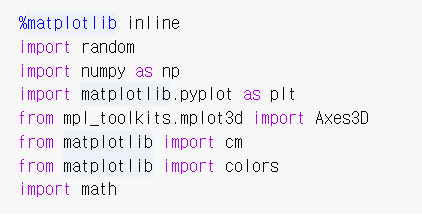 %matplotlib inline
import random
import numpy as np
import matplotlib.pyplot as plt
from mpl_toolkits.mplot3d import Axes3D
from matplotlib import cm
from matplotlib import colors
import math